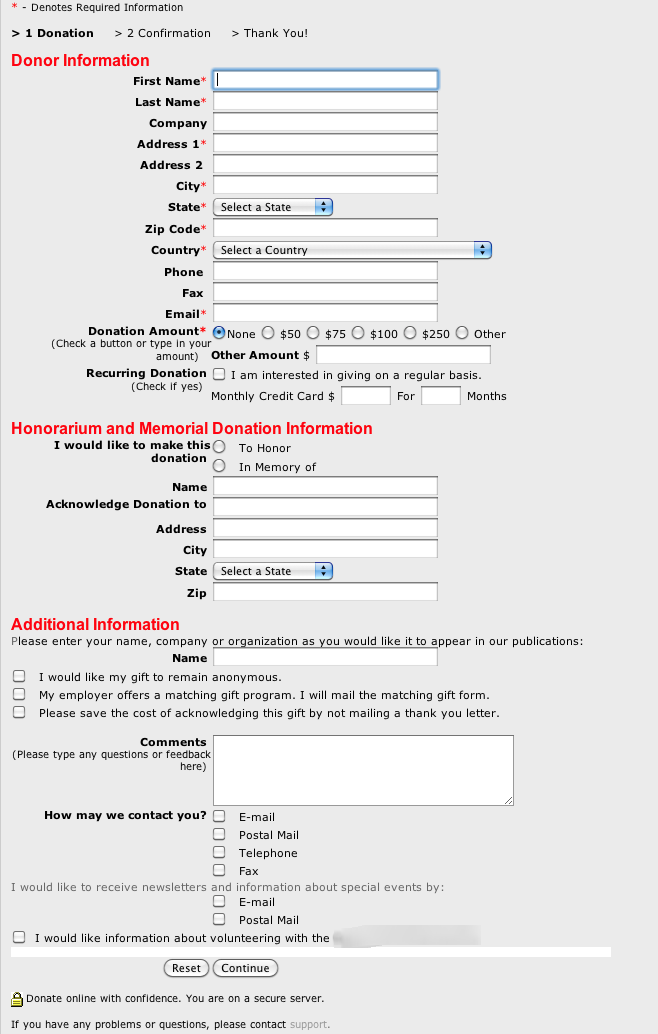 * - Denotes Required Information
> 1 Donation > 2 Confirmation > Thank You!
Donor Information
First Name*
Last Name*
Company
Address 1*
Address 2
City*
State* Select a State
Zip Code*
Country* Select a Country
Phone
Fax
Email*
Donation Amount* None $50 $75 $100 $250 Other
(Check a button or type in your
amount) Other Amount $
Recurring Donation I am interested in giving on a regular basis.
(Check if yes)
Monthly Credit Card $ For Months
Honorarium and Memorial Donation Information
I would like to make this To Honor
donation
In Memory of
Name
Acknowledge Donation to
Address
City
State Select a State
Zip
Additional Information
Please enter your name, company or organization as you would like it to appear in our publications:
Name
I would like my gift to remain anonymous.
My employer offers a matching gift program. I will mail the matching gift form.
Please save the cost of acknowledging this gift by not mailing a thank you letter.
Comments
(Please type any questions or feedback
here)
How may we contact you? E-mail
Postal Mail
Telephone
Fax
I would like to receive newsletters and information about special events by:
E-mail
Postal Mail
I would like information about volunteering with the
Reset Continue
Donate online with confidence. You are on a secure server.
If you have any problems or questions, please contact support.